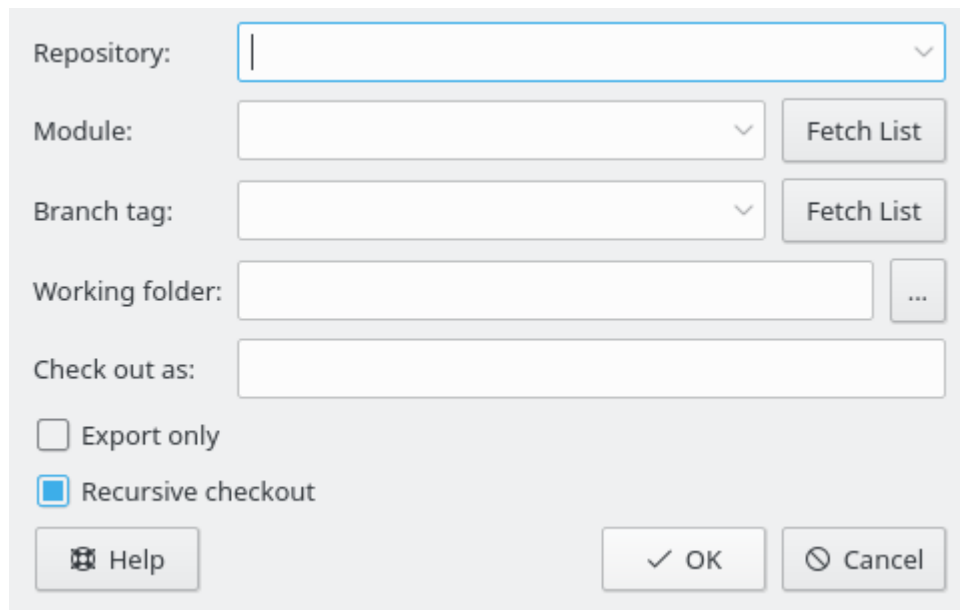 Repository:
Module:
Fetch List
Branch tag:
Fetch List
Working folder:
...
Check out as:
Export only
Recursive checkout
Help
OK
Cancel